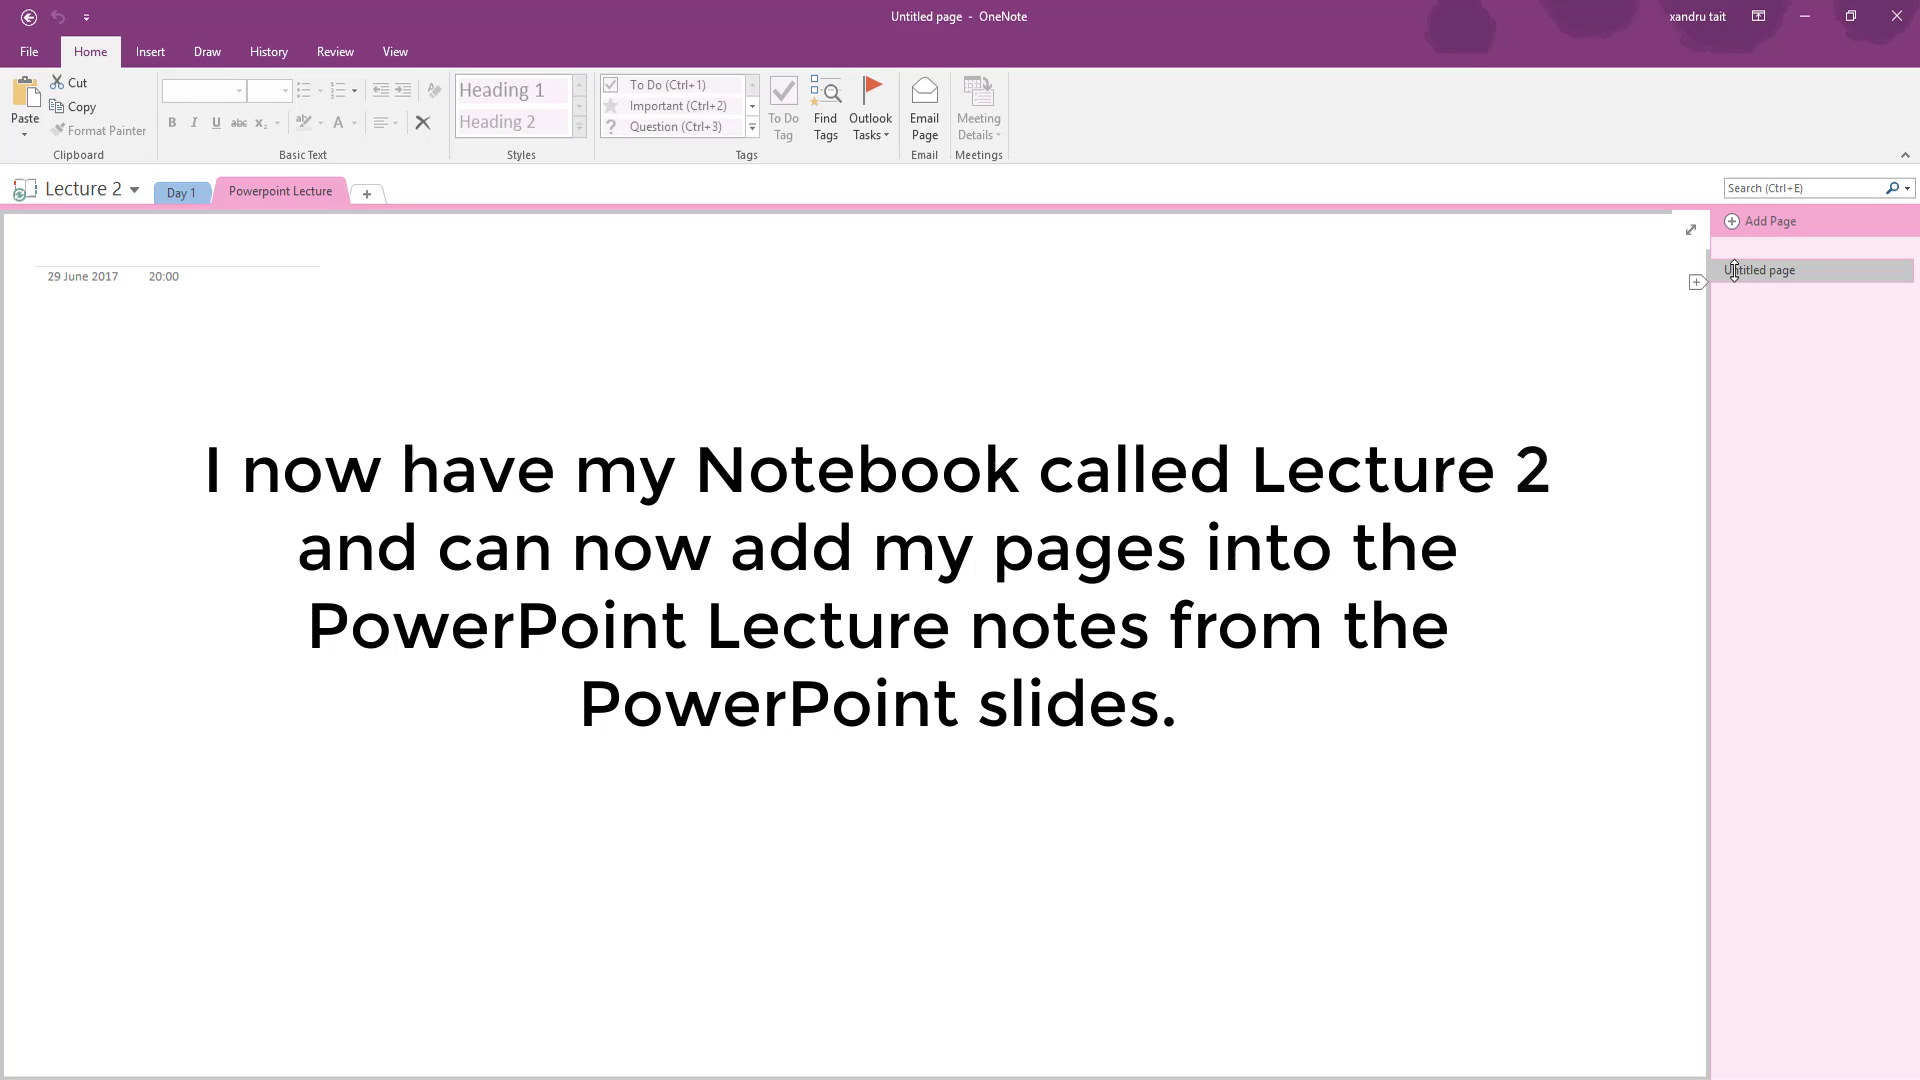 Untitled page - OneNote
xandru tait
File Home Insert Draw History Review View
Paste
Cut
Copy
Format Painter
Clipboard
B I U abc x₂ A
Basic Text
Heading 1
Heading 2
Styles
To Do (Ctrl+1)
Important (Ctrl+2)
Question (Ctrl+3)
To Do
Tag
Find
Tags
Tags
Outlook
Tasks
Email
Page
Email
Meeting
Details
Meetings
Lecture 2
Day 1
Powerpoint Lecture
Search (Ctrl+E)
Add Page
Untitled page
29 June 2017 20:00
I now have my Notebook called Lecture 2
and can now add my pages into the
PowerPoint Lecture notes from the
PowerPoint slides.